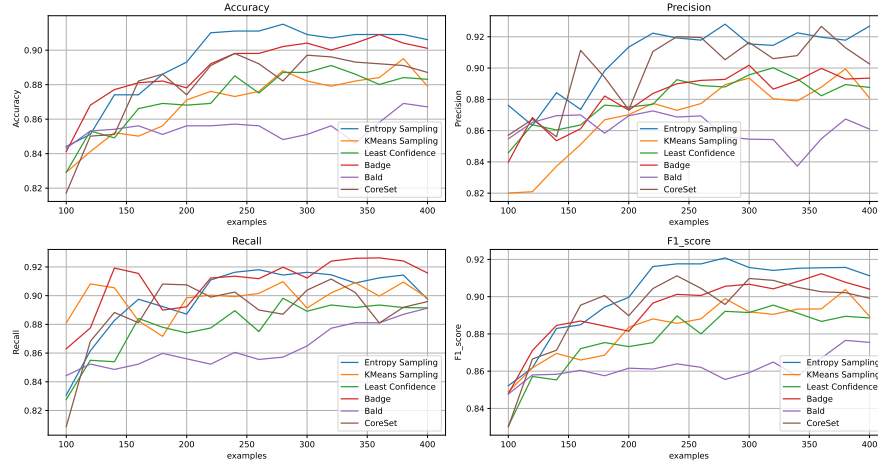 Accuracy
0.90
0.88
0.86
0.84
0.82
Accuracy
100
150
200
250
300
350
400
examples
Entropy Sampling
KMeans Sampling
Least Confidence
Badge
Bald
CoreSet
Precision
0.92
0.90
0.88
0.86
0.84
0.82
Precision
100
150
200
250
300
350
400
examples
Entropy Sampling
KMeans Sampling
Least Confidence
Badge
Bald
CoreSet
Recall
0.92
0.90
0.88
0.86
0.84
0.82
Recall
100
150
200
250
300
350
400
examples
Entropy Sampling
KMeans Sampling
Least Confidence
Badge
Bald
CoreSet
F1_score
0.92
0.90
0.88
0.86
0.84
F1_score
100
150
200
250
300
350
400
examples
Entropy Sampling
KMeans Sampling
Least Confidence
Badge
Bald
CoreSet